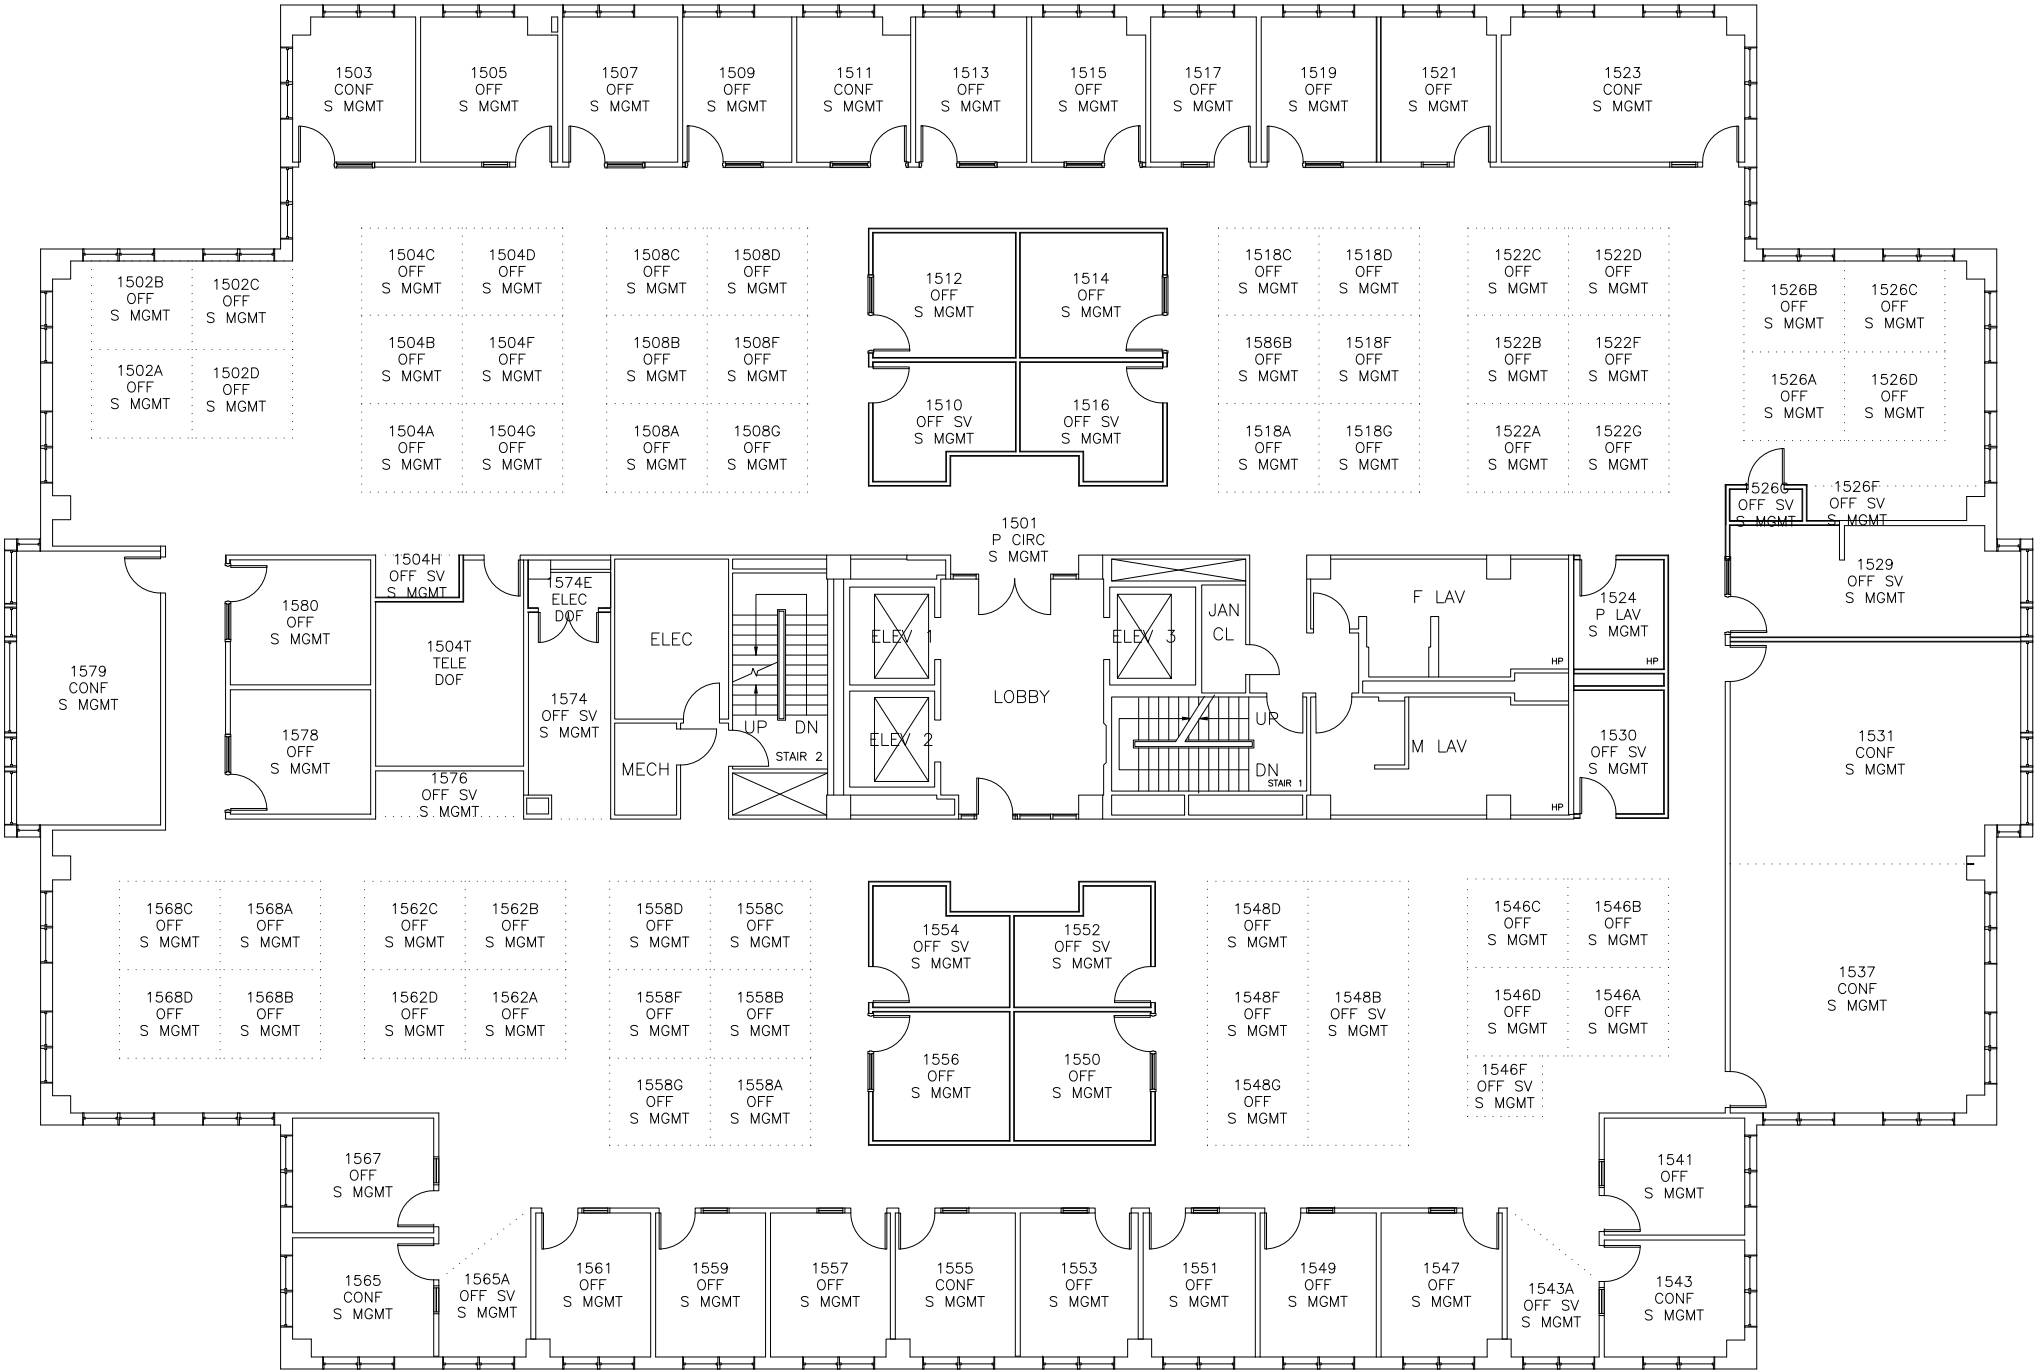 1503
CONF
S MGMT
1505
OFF
S MGMT
1507
OFF
S MGMT
1509
OFF
S MGMT
1511
CONF
S MGMT
1513
OFF
S MGMT
1515
OFF
S MGMT
1517
OFF
S MGMT
1519
OFF
S MGMT
1521
OFF
S MGMT
1523
CONF
S MGMT
1502B
OFF
S MGMT
1502C
OFF
S MGMT
1502A
OFF
S MGMT
1502D
OFF
S MGMT
1504C
OFF
S MGMT
1504D
OFF
S MGMT
1504B
OFF
S MGMT
1504F
OFF
S MGMT
1504A
OFF
S MGMT
1504G
OFF
S MGMT
1508C
OFF
S MGMT
1508D
OFF
S MGMT
1508B
OFF
S MGMT
1508F
OFF
S MGMT
1508A
OFF
S MGMT
1508G
OFF
S MGMT
1512
OFF
S MGMT
1514
OFF
S MGMT
1510
OFF SV
S MGMT
1516
OFF SV
S MGMT
1518C
OFF
S MGMT
1518D
OFF
S MGMT
1586B
OFF
S MGMT
1518F
OFF
S MGMT
1518A
OFF
S MGMT
1518G
OFF
S MGMT
1522C
OFF
S MGMT
1522D
OFF
S MGMT
1522B
OFF
S MGMT
1522F
OFF
S MGMT
1522A
OFF
S MGMT
1522G
OFF
S MGMT
1526B
OFF
S MGMT
1526C
OFF
S MGMT
1526A
OFF
S MGMT
1526D
OFF
S MGMT
1526G
OFF SV
S MGMT
1526F
OFF SV
S MGMT
1501
P CIRC
S MGMT
1579
CONF
S MGMT
1580
OFF
S MGMT
1578
OFF
S MGMT
1504H
OFF SV
S MGMT
1504T
TELE
DOF
1576
OFF SV
S MGMT
1574E
ELEC
DOF
1574
OFF SV
S MGMT
ELEC
MECH
UP
DN
STAIR 2
ELEV 1
ELEV 2
LOBBY
ELEV 3
JAN
CL
UP
DN
STAIR 1
F LAV
HP
M LAV
HP
1524
P LAV
S MGMT
HP
1530
OFF SV
S MGMT
1529
OFF SV
S MGMT
1531
CONF
S MGMT
1537
CONF
S MGMT
1568C
OFF
S MGMT
1568A
OFF
S MGMT
1568D
OFF
S MGMT
1568B
OFF
S MGMT
1562C
OFF
S MGMT
1562B
OFF
S MGMT
1562D
OFF
S MGMT
1562A
OFF
S MGMT
1558D
OFF
S MGMT
1558C
OFF
S MGMT
1558F
OFF
S MGMT
1558B
OFF
S MGMT
1558G
OFF
S MGMT
1558A
OFF
S MGMT
1554
OFF SV
S MGMT
1552
OFF SV
S MGMT
1556
OFF
S MGMT
1550
OFF
S MGMT
1548D
OFF
S MGMT
1548F
OFF
S MGMT
1548B
OFF SV
S MGMT
1548G
OFF
S MGMT
1546C
OFF
S MGMT
1546B
OFF
S MGMT
1546D
OFF
S MGMT
1546A
OFF
S MGMT
1546F
OFF SV
S MGMT
1567
OFF
S MGMT
1565
CONF
S MGMT
1565A
OFF SV
S MGMT
1561
OFF
S MGMT
1559
OFF
S MGMT
1557
OFF
S MGMT
1555
CONF
S MGMT
1553
OFF
S MGMT
1551
OFF
S MGMT
1549
OFF
S MGMT
1547
OFF
S MGMT
1543A
OFF SV
S MGMT
1541
OFF
S MGMT
1543
CONF
S MGMT